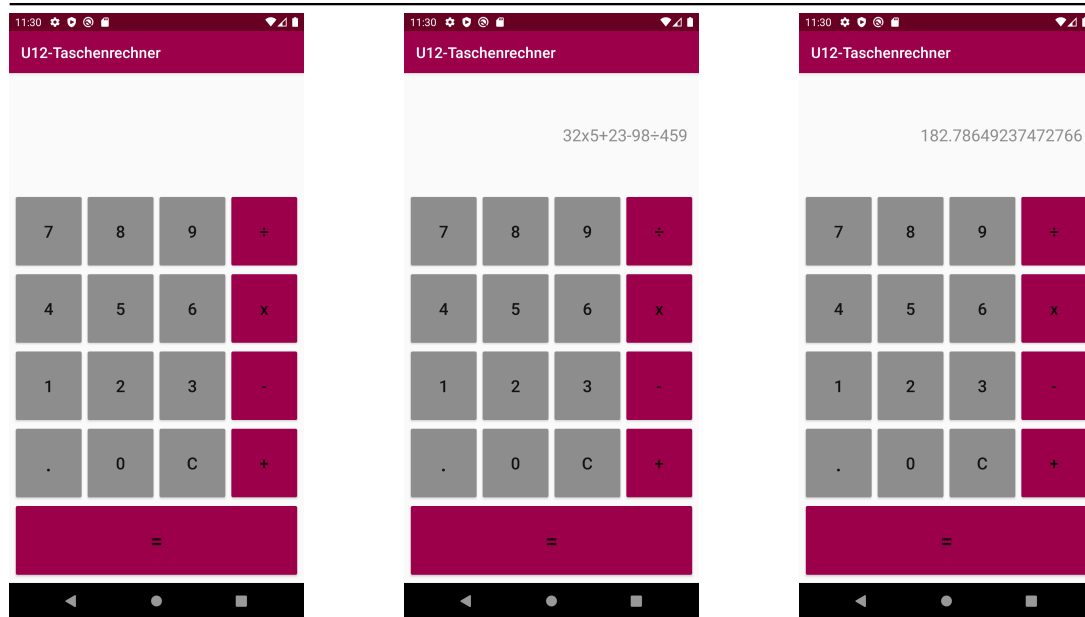 11:30
U12-Taschenrechner
7 8 9 ÷
4 5 6 x
1 2 3 -
. 0 C +
=
11:30
U12-Taschenrechner
32x5+23-98÷459
7 8 9 ÷
4 5 6 x
1 2 3 -
. 0 C +
=
11:30
U12-Taschenrechner
182.78649237472766
7 8 9 ÷
4 5 6 x
1 2 3 -
. 0 C +
=